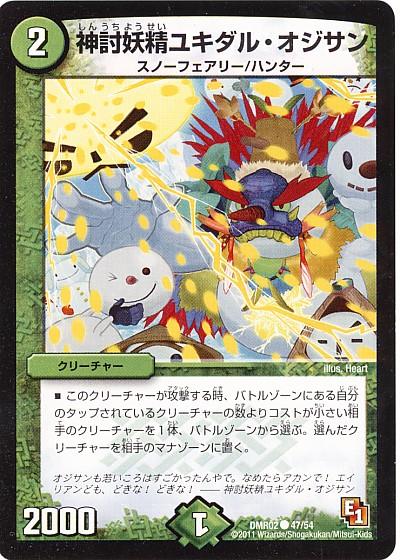 2
しんうちようせい
神討妖精ユキダル・オジサン
スノーフェアリー/ハンター
illus. Heart
クリーチャー
■ このクリーチャーが攻撃する時、バトルゾーンにある自分
のタップされているクリーチャーの数よりコストが小さい相
手のクリーチャーを1体、バトルゾーンから選ぶ。選んだク
リーチャーを相手のマナゾーンに置く。
オジサンも若いころはすごかったんやで。なめたらアカンで! エ
イリアンども、どきな! どきな! ―― 神討妖精ユキダル・オジサン
2000
1
DMR02 ● 47/54
©2011 Wizards/Shogakukan/Mitsui-Kids
E1